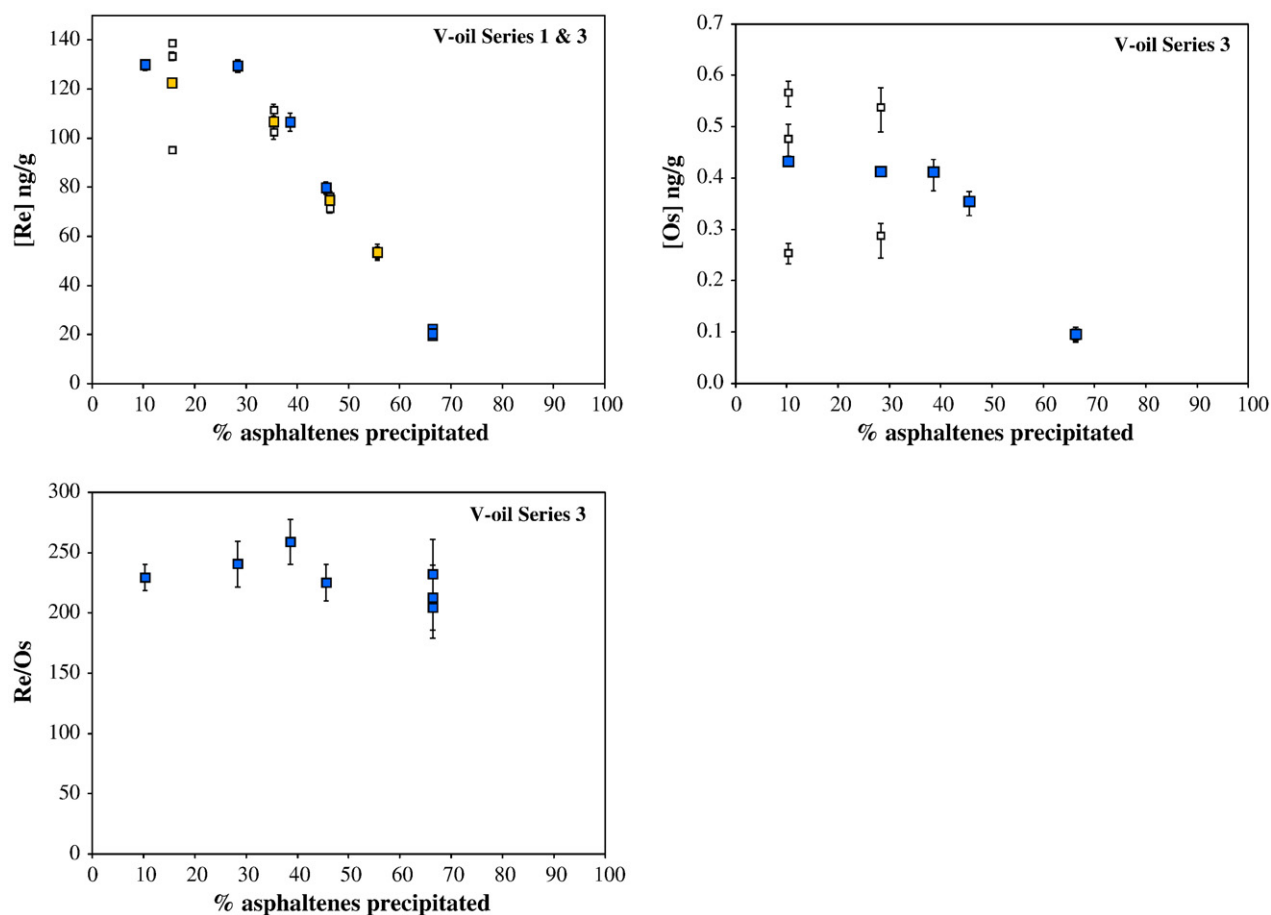 V-oil Series 1 & 3
[Re] ng/g
140
120
100
80
60
40
20
0
0 10 20 30 40 50 60 70 80 90 100
% asphaltenes precipitated
V-oil Series 3
[Os] ng/g
0.7
0.6
0.5
0.4
0.3
0.2
0.1
0.0
0 10 20 30 40 50 60 70 80 90 100
% asphaltenes precipitated
V-oil Series 3
Re/Os
300
250
200
150
100
50
0
0 10 20 30 40 50 60 70 80 90 100
% asphaltenes precipitated